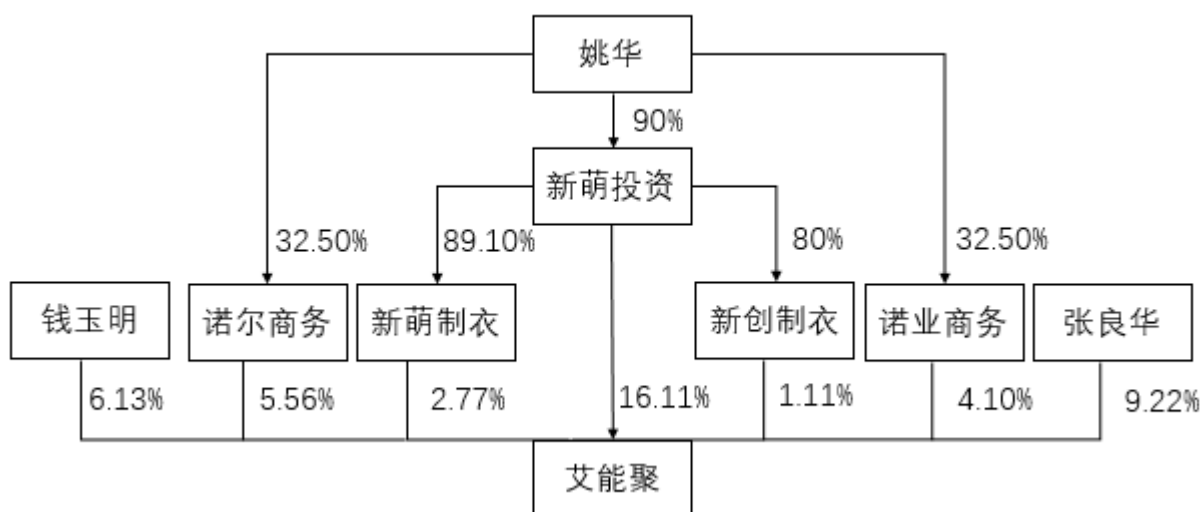 姚华
90%
新萌投资
32.50%
89.10%
80%
32.50%
钱玉明
诺尔商务
新萌制衣
新创制衣
诺业商务
张良华
6.13%
5.56%
2.77%
16.11%
1.11%
4.10%
9.22%
艾能聚